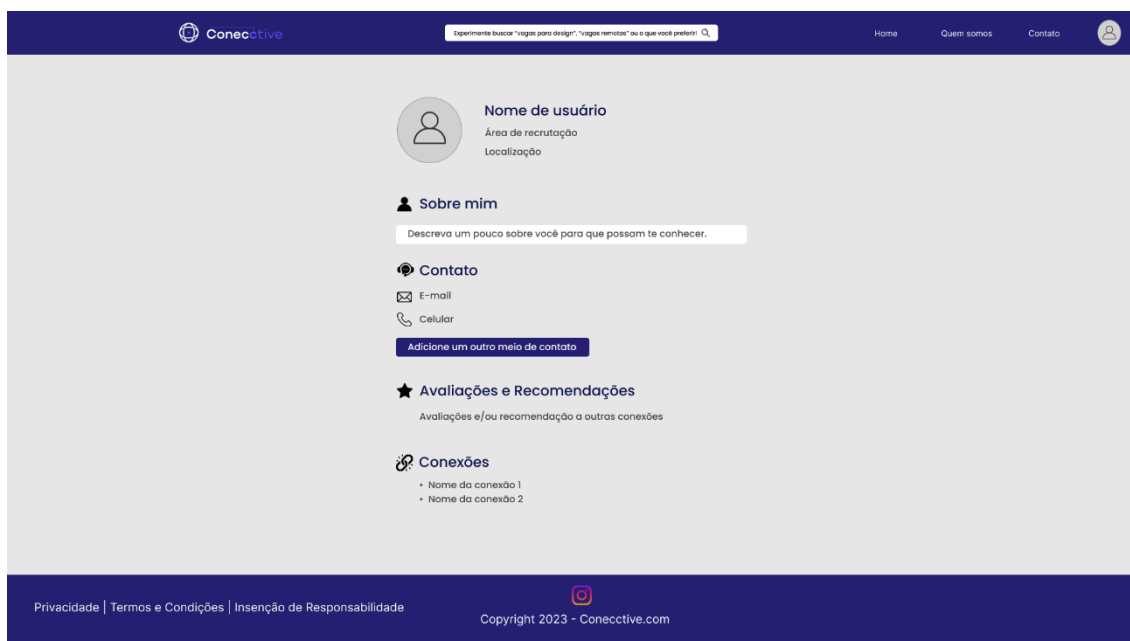 Conecctive
Experimente buscar "vagas para design", "vagas remotas" ou o que você preferir!
Home
Quem somos
Contato
Nome de usuário
Área de recrutação
Localização
Sobre mim
Descreva um pouco sobre você para que possam te conhecer.
Contato
E-mail
Celular
Adicione um outro meio de contato
Avaliações e Recomendações
Avaliações e/ou recomendação a outras conexões
Conexões
• Nome da conexão 1
• Nome da conexão 2
Privacidade | Termos e Condições | Insenção de Responsabilidade
Copyright 2023 - Conecctive.com